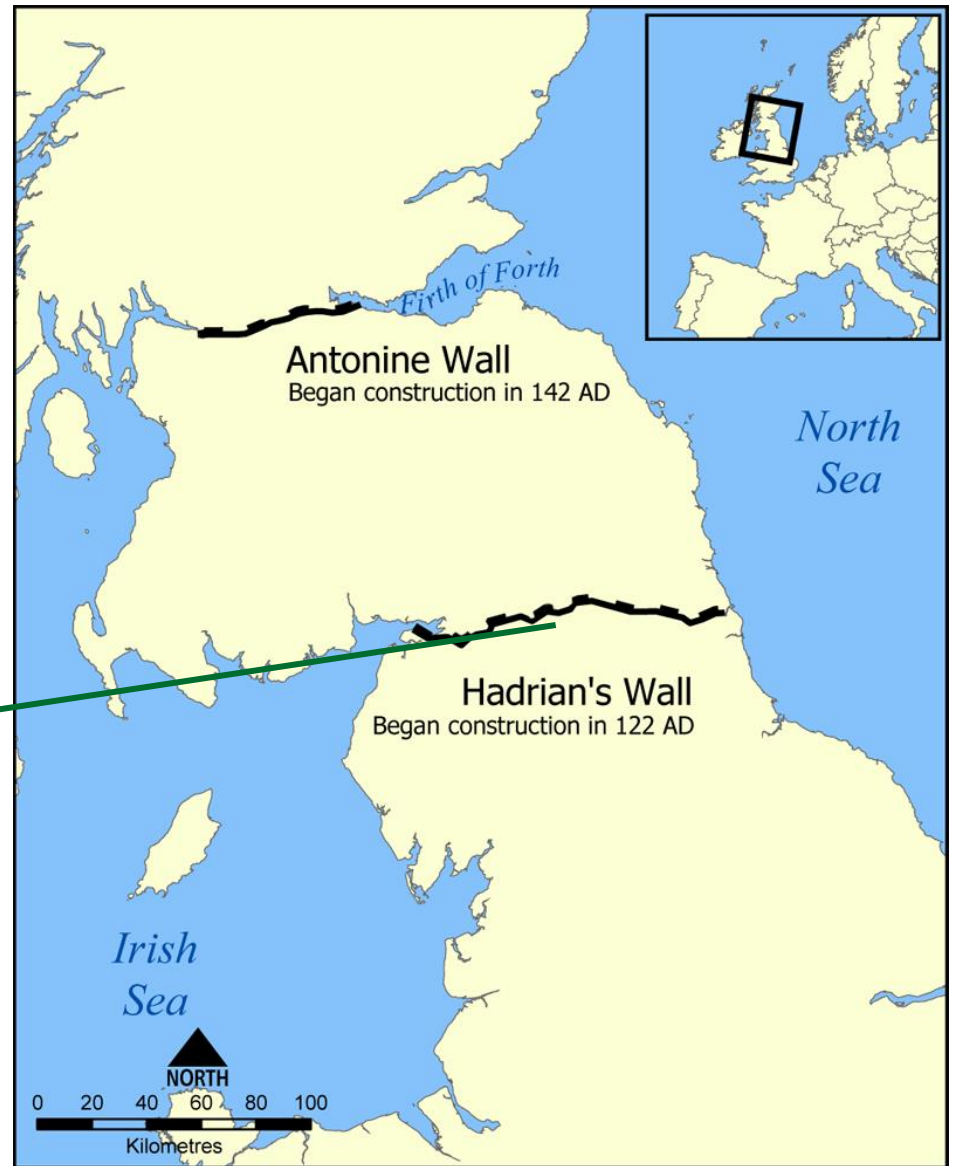 Firth of Forth
Antonine Wall
Began construction in 142 AD
North
Sea
Hadrian's Wall
Began construction in 122 AD
Irish
Sea
NORTH
0 20 40 60 80 100
Kilometres